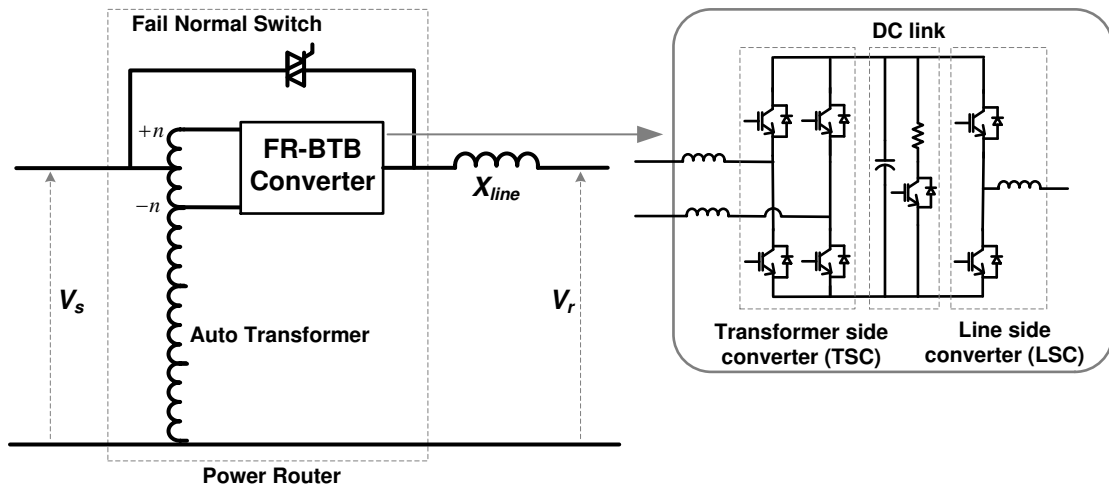 Fail Normal Switch
+n
FR-BTB
Converter
−n
X_line
V_s
V_r
Auto Transformer
Power Router
DC link
Transformer side
converter (TSC)
Line side
converter (LSC)